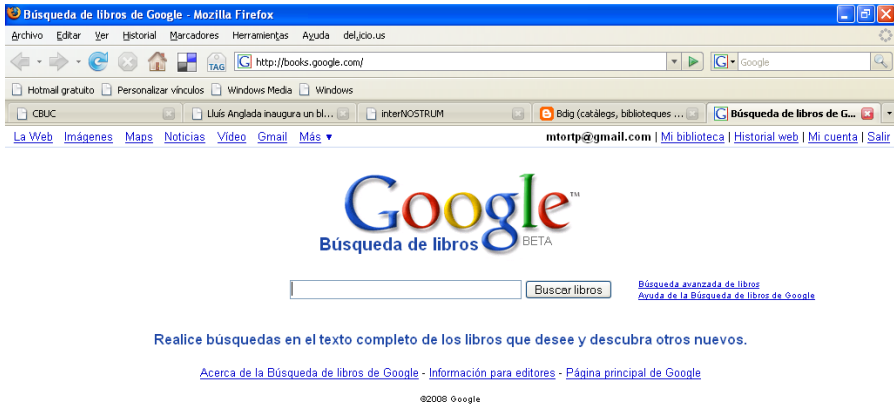 Búsqueda de libros de Google - Mozilla Firefox
Archivo Editar Ver Historial Marcadores Herramientas Ayuda del.icio.us
TAG G http://books.google.com/ G Google
Hotmail gratuito Personalizar vínculos Windows Media Windows
CBUC Lluís Anglada inaugura un bl... interNOSTRUM Bdig (catàlegs, biblioteques ... G Búsqueda de libros de G...
La Web Imágenes Maps Noticias Vídeo Gmail Más ▼ mtortp@gmail.com | Mi biblioteca | Historial web | Mi cuenta | Salir
Google™
Búsqueda de libros BETA
Buscar libros
Búsqueda avanzada de libros
Ayuda de la Búsqueda de libros de Google
Realice búsquedas en el texto completo de los libros que desee y descubra otros nuevos.
Acerca de la Búsqueda de libros de Google - Información para editores - Página principal de Google
©2008 Google